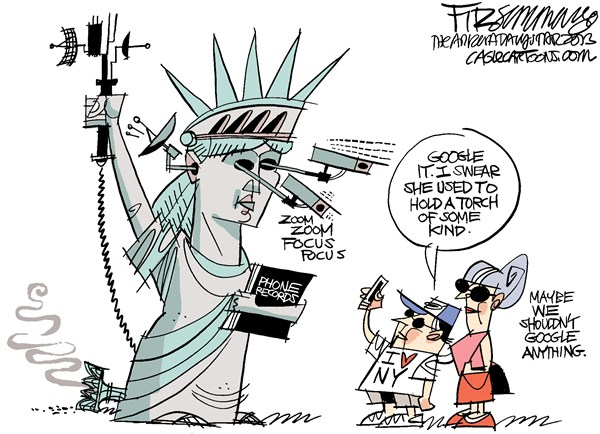 FITZSIMMONS
THE ARIZONA DAILY STAR 2013
CAGLECARTOONS.COM
GOOGLE
IT. I SWEAR
SHE USED TO
HOLD A TORCH
OF SOME
KIND.
ZOOM
ZOOM
FOCUS
FOCUS
PHONE
RECORDS
MAYBE
WE
SHOULDN'T
GOOGLE
ANYTHING.
I ♥
NY